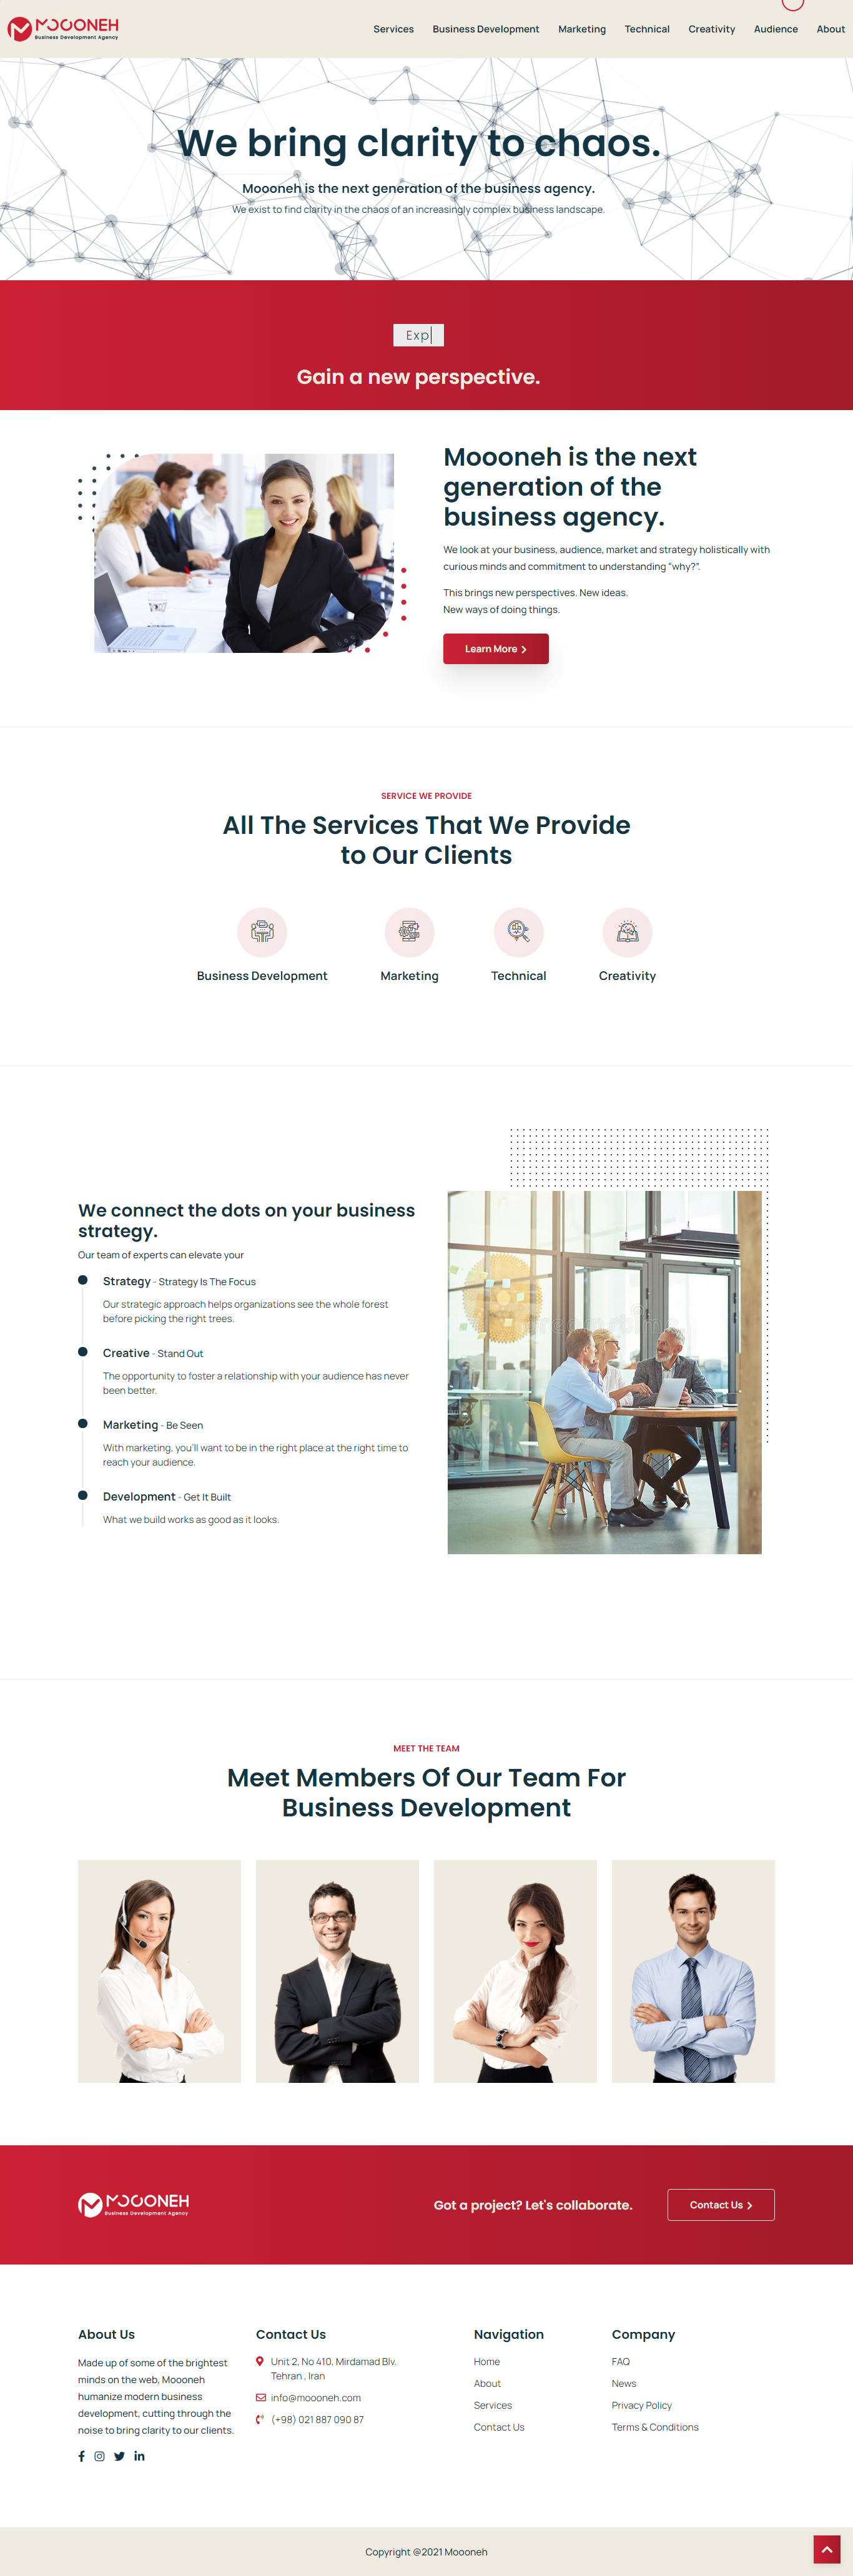 MOOONEH
Business Development Agency
Services Business Development Marketing Technical Creativity Audience About
We bring clarity to chaos.
Moooneh is the next generation of the business agency.
We exist to find clarity in the chaos of an increasingly complex business landscape.
Exp
Gain a new perspective.
Moooneh is the next
generation of the
business agency.
We look at your business, audience, market and strategy holistically with
curious minds and commitment to understanding “why?”.
This brings new perspectives. New ideas.
New ways of doing things.
Learn More
SERVICE WE PROVIDE
All The Services That We Provide
to Our Clients
Business Development Marketing Technical Creativity
We connect the dots on your business
strategy.
Our team of experts can elevate your
Strategy - Strategy Is The Focus
Our strategic approach helps organizations see the whole forest
before picking the right trees.
Creative - Stand Out
The opportunity to foster a relationship with your audience has never
been better.
Marketing - Be Seen
With marketing, you'll want to be in the right place at the right time to
reach your audience.
Development - Get It Built
What we build works as good as it looks.
MEET THE TEAM
Meet Members Of Our Team For
Business Development
MOOONEH
Business Development Agency
Got a project? Let's collaborate.
Contact Us
About Us
Made up of some of the brightest
minds on the web, Moooneh
humanize modern business
development, cutting through the
noise to bring clarity to our clients.
Contact Us
Unit 2, No 410, Mirdamad Blv.
Tehran , Iran
info@moooneh.com
(+98) 021 887 090 87
Navigation
Home
About
Services
Contact Us
Company
FAQ
News
Privacy Policy
Terms & Conditions
Copyright @2021 Moooneh